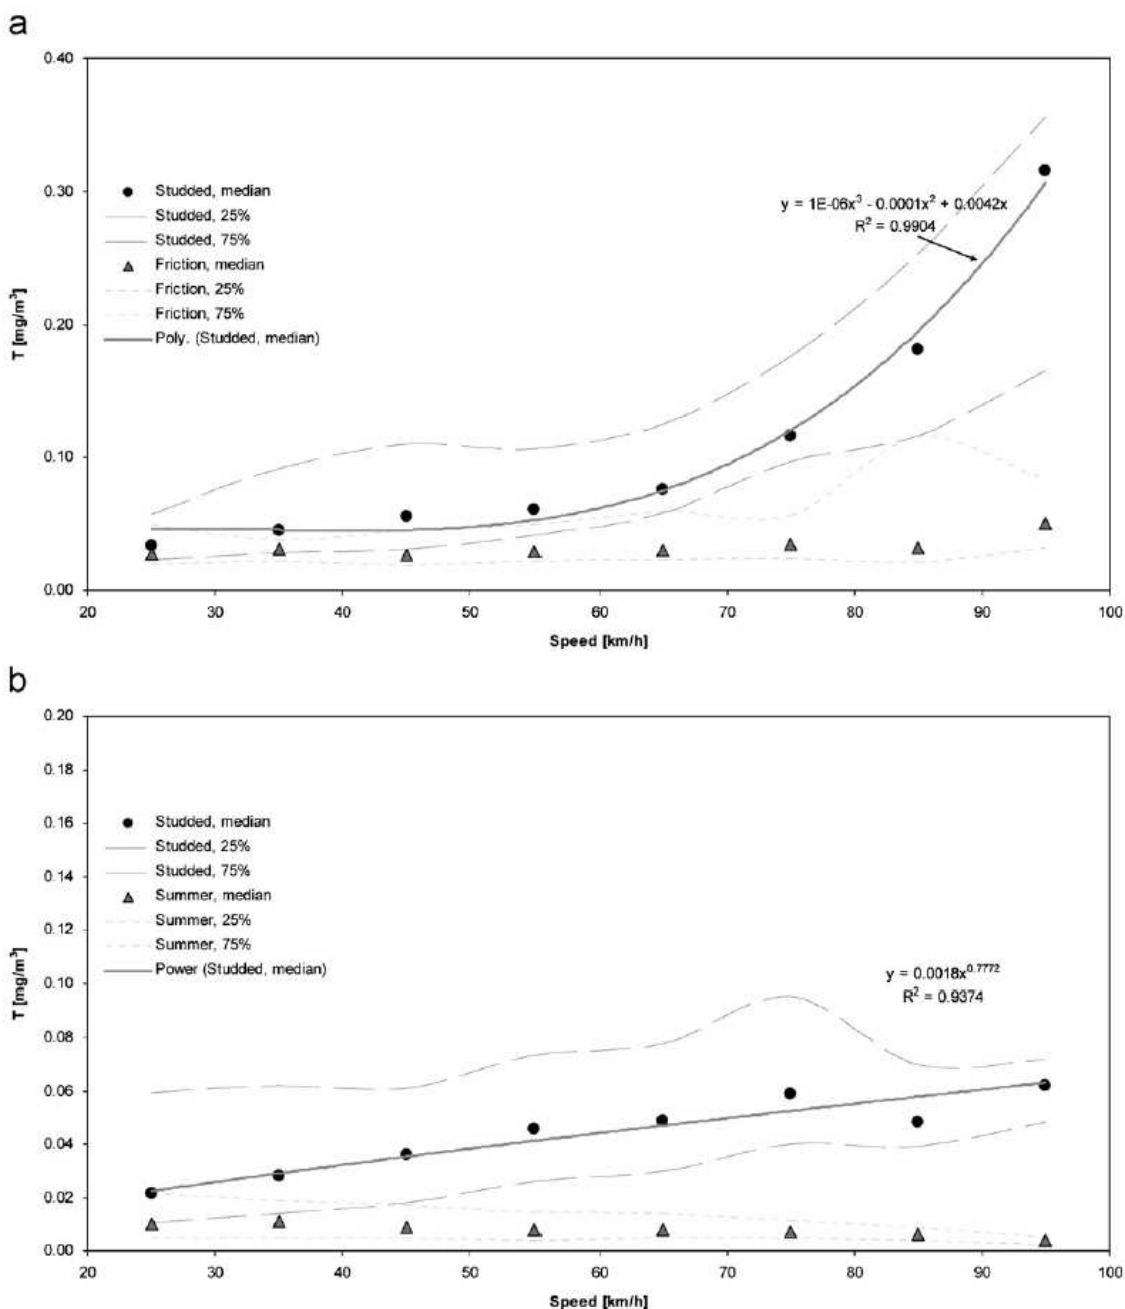 a
0.40
0.30
0.20
0.10
0.00
T [mg/m³]
Studded, median
Studded, 25%
Studded, 75%
Friction, median
Friction, 25%
Friction, 75%
Poly. (Studded, median)
y = 1E-06x³ - 0.0001x² + 0.0042x
R² = 0.9904
20 30 40 50 60 70 80 90 100
Speed [km/h]
b
0.20
0.18
0.16
0.14
0.12
0.10
0.08
0.06
0.04
0.02
0.00
T [mg/m³]
Studded, median
Studded, 25%
Studded, 75%
Summer, median
Summer, 25%
Summer, 75%
Power (Studded, median)
y = 0.0018x^0.7772
R² = 0.9374
20 30 40 50 60 70 80 90 100
Speed [km/h]